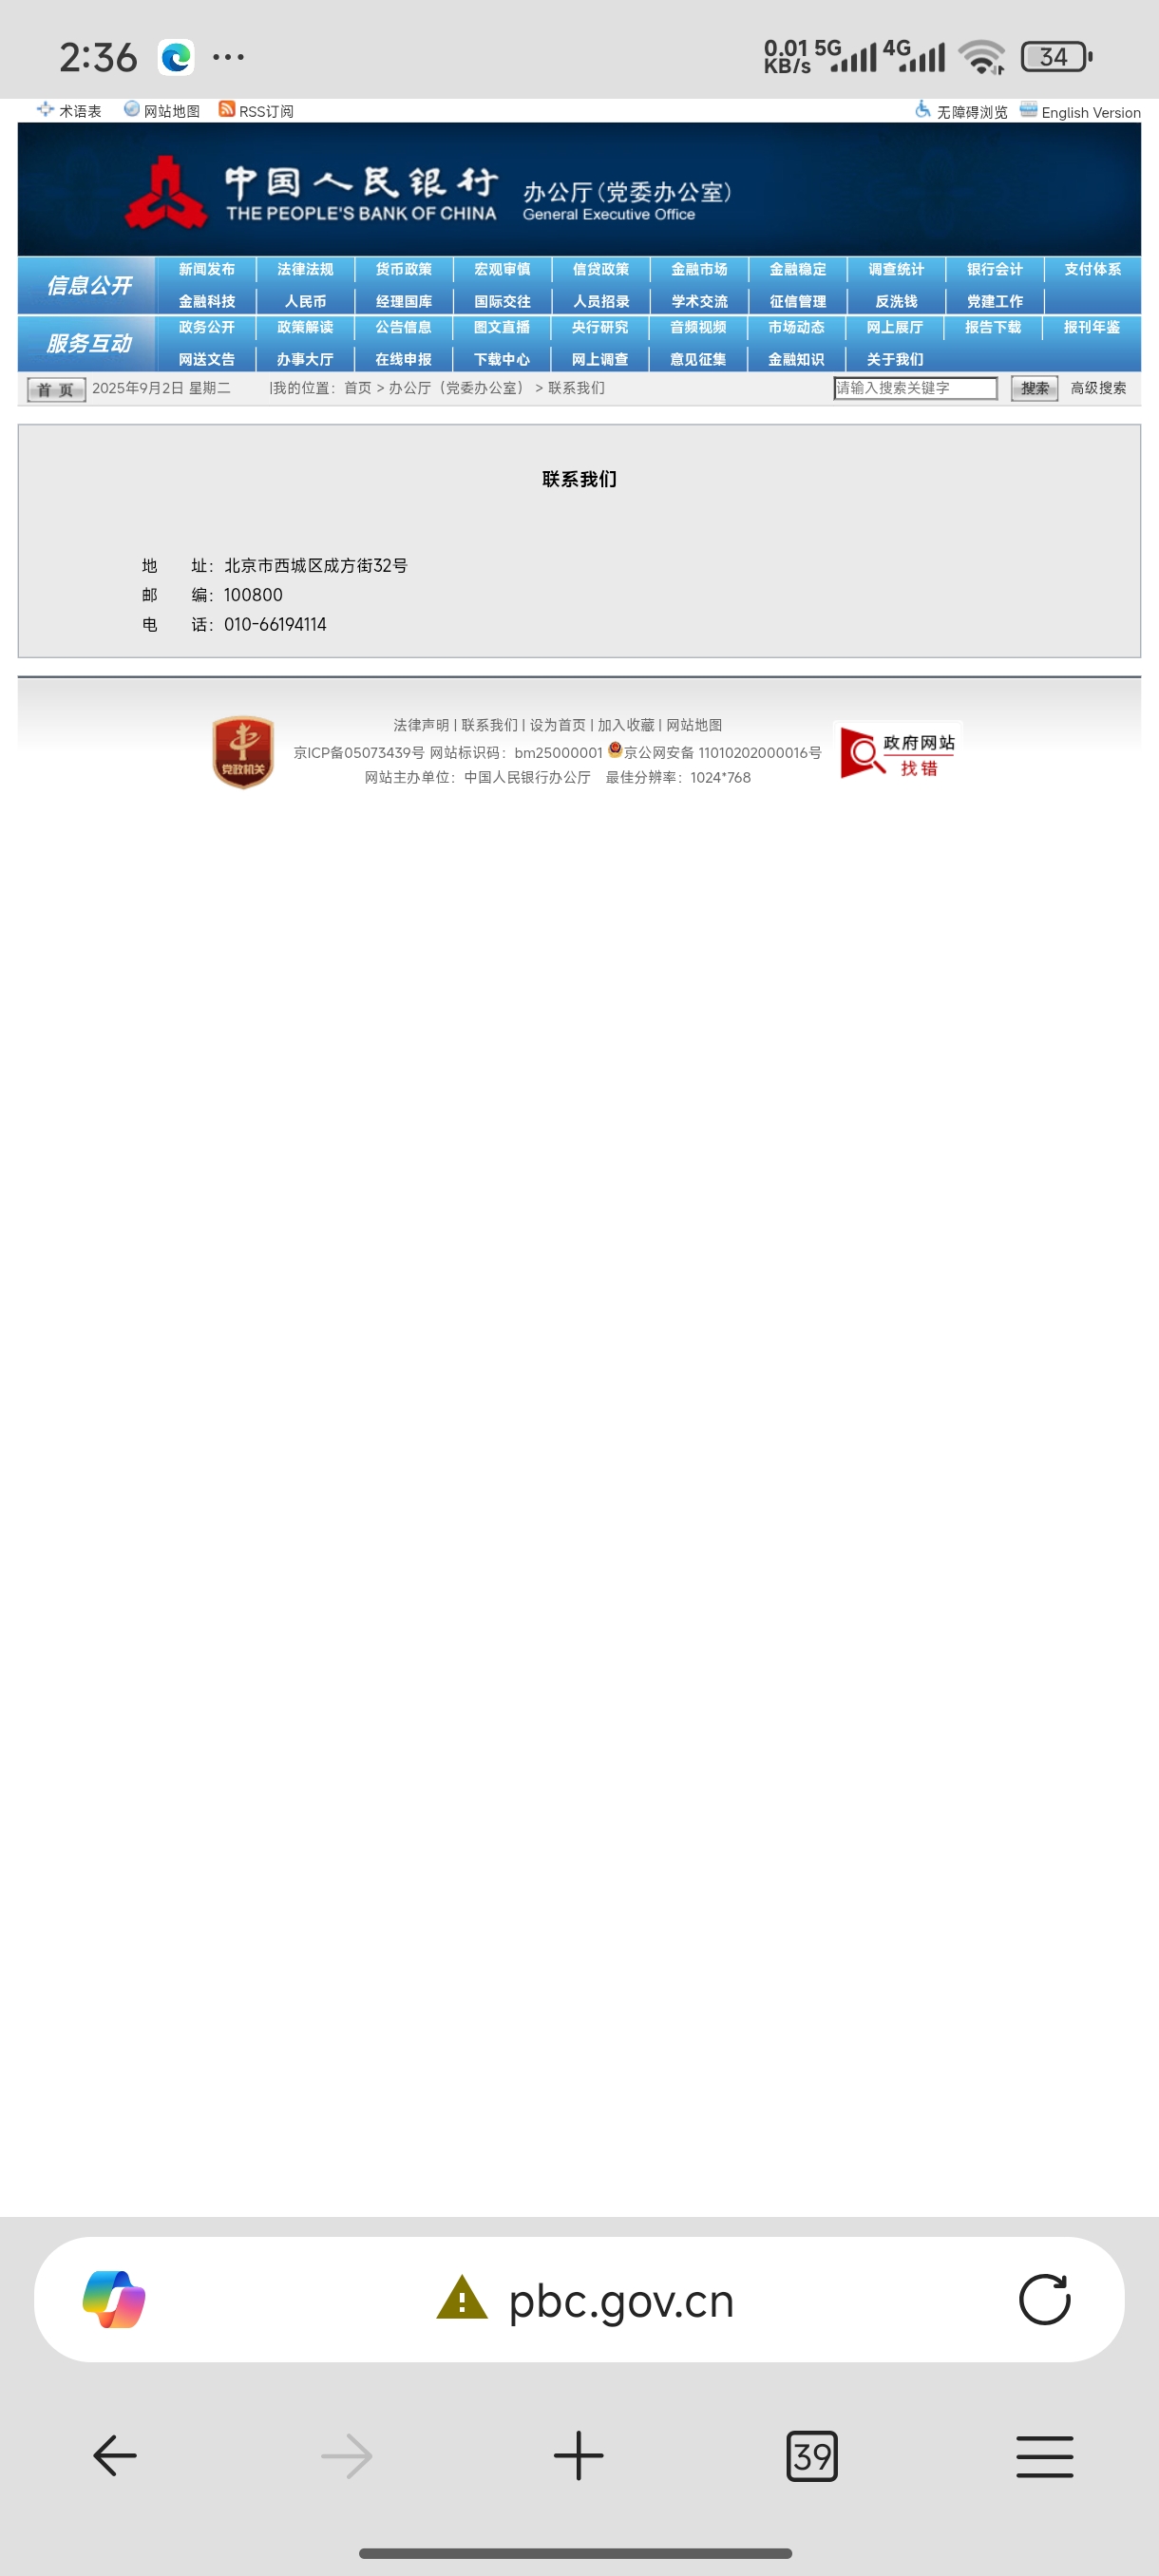 2:36 ··· 0.01 KB/s 5G 4G 34
术语表 网站地图 RSS订阅 无障碍浏览 English Version
中国人民银行 办公厅(党委办公室)
THE PEOPLE'S BANK OF CHINA General Executive Office
信息公开
新闻发布 法律法规 货币政策 宏观审慎 信贷政策 金融市场 金融稳定 调查统计 银行会计 支付体系
金融科技 人民币 经理国库 国际交往 人员招录 学术交流 征信管理 反洗钱 党建工作
服务互动
政务公开 政策解读 公告信息 图文直播 央行研究 音频视频 市场动态 网上展厅 报告下载 报刊年鉴
网送文告 办事大厅 在线申报 下载中心 网上调查 意见征集 金融知识 关于我们
首 页 2025年9月2日 星期二 |我的位置：首页 > 办公厅（党委办公室） > 联系我们 请输入搜索关键字 搜索 高级搜索
联系我们
地 址：北京市西城区成方街32号
邮 编：100800
电 话：010-66194114
法律声明 | 联系我们 | 设为首页 | 加入收藏 | 网站地图
京ICP备05073439号 网站标识码：bm25000001 京公网安备 11010202000016号
网站主办单位：中国人民银行办公厅 最佳分辨率：1024*768
党政机关
政府网站
找错
pbc.gov.cn
39